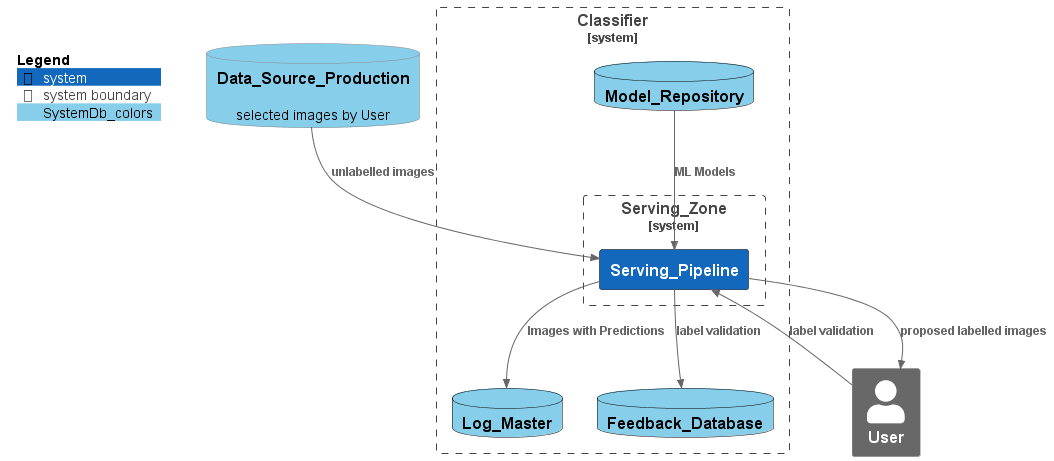 Classifier
[system]
Legend
system
system boundary
SystemDb_colors
Data_Source_Production
selected images by User
Model_Repository
unlabelled images
ML Models
Serving_Zone
[system]
Serving_Pipeline
Images with Predictions
label validation
label validation
proposed labelled images
Log_Master
Feedback_Database
User